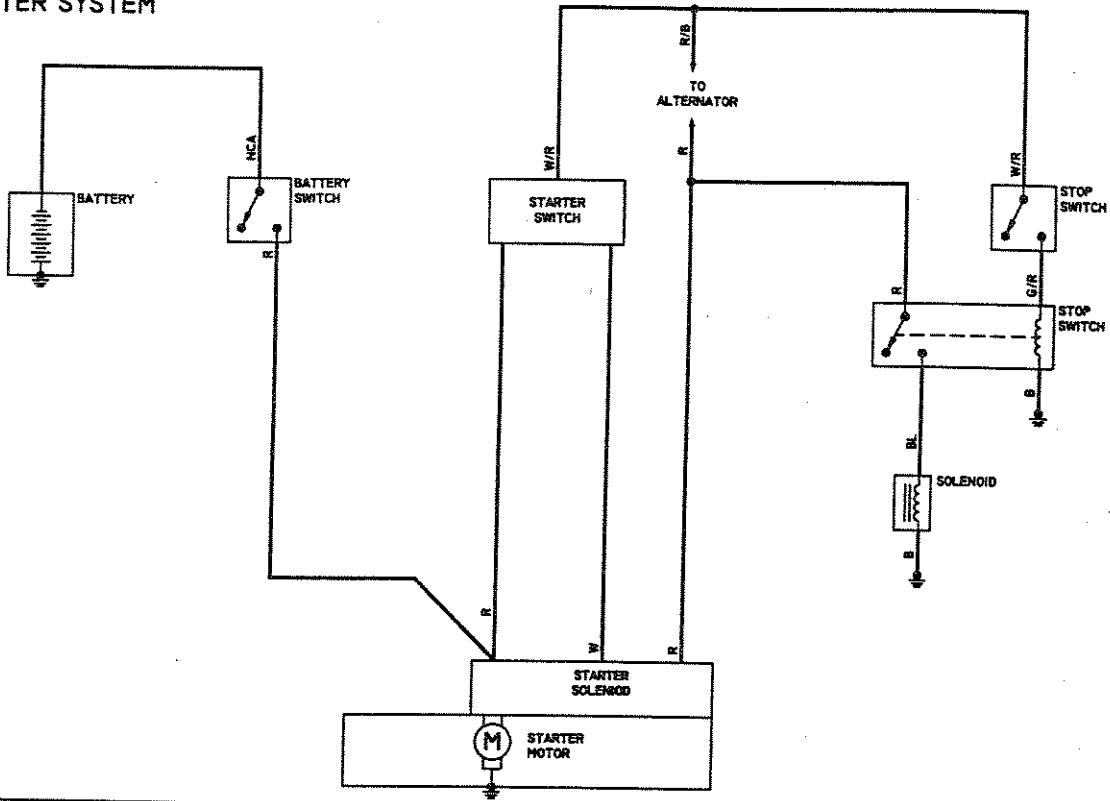 TER SYSTEM
R/B
TO
ALTERNATOR
NCA
W/R
R
W/R
BATTERY
BATTERY
SWITCH
STARTER
SWITCH
STOP
SWITCH
R
R
G/R
STOP
SWITCH
B
BL
SOLENOID
B
R
W
R
STARTER
SOLENIOD
M
STARTER
MOTOR